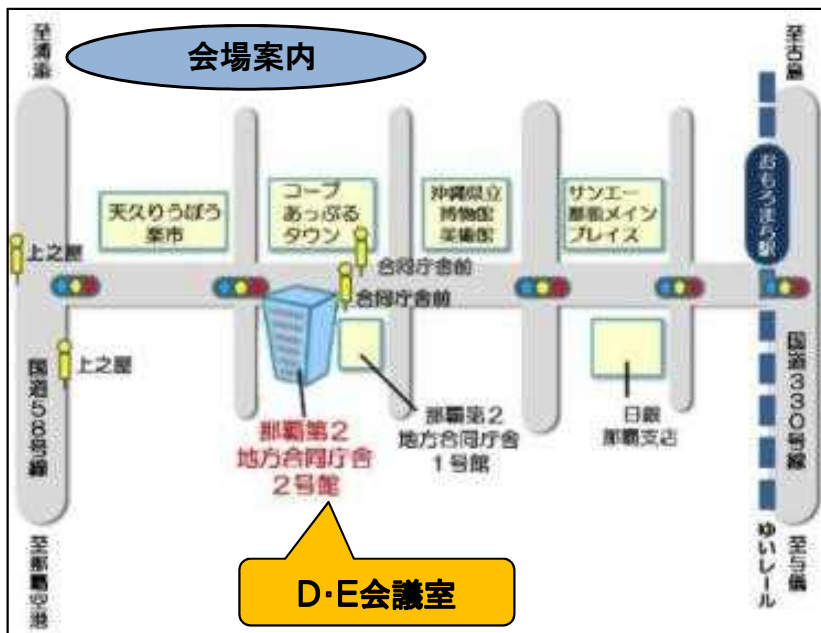 会場案内
至浦添
至古島
おもろまち駅
天久りうぼう
楽市
コープ
あっぷる
タウン
沖縄県立
博物館
美術館
サンエー
那覇メイン
プレイス
上之屋
合同庁舎前
合同庁舎前
上之屋
国道58号線
国道330号線
那覇第2
地方合同庁舎
2号館
那覇第2
地方合同庁舎
1号館
日銀
那覇支店
至那覇空港
ゆいレール
至与儀
D・E会議室